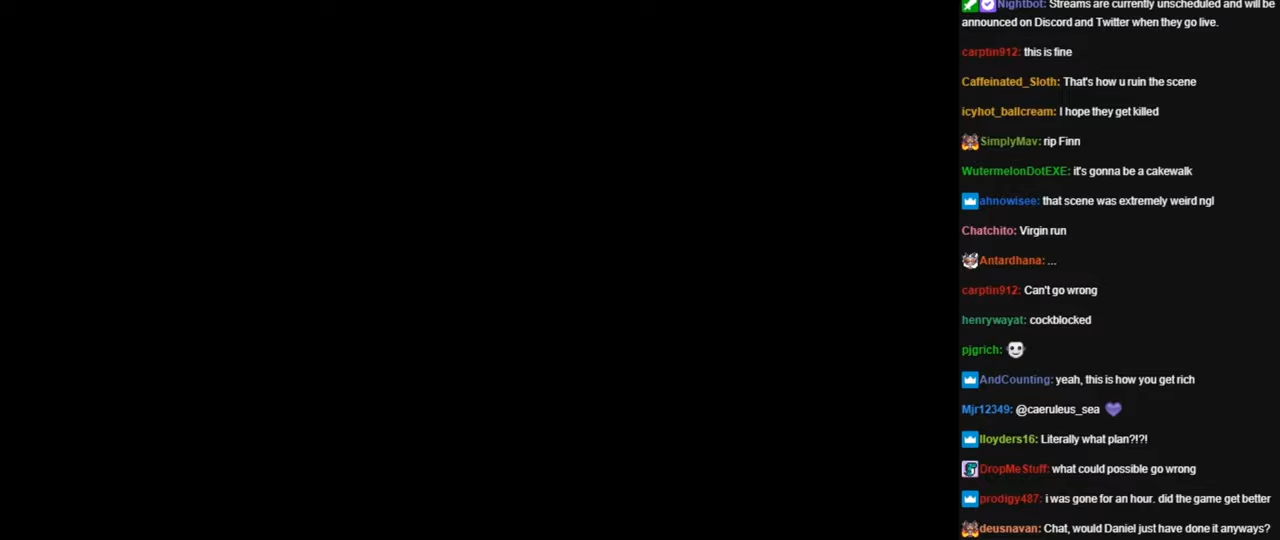 Nightbot: Streams are currently unscheduled and will be
announced on Discord and Twitter when they go live.
carptin912: this is fine
Caffeinated_Sloth: That's how u ruin the scene
icyhot_ballcream: I hope they get killed
SimplyMav: rip Finn
WutermelonDotEXE: it's gonna be a cakewalk
ahnowisee: that scene was extremely weird ngl
Chatchito: Virgin run
Antardhana: ...
carptin912: Can't go wrong
henrywayat: cockblocked
pjgrich:
AndCounting: yeah, this is how you get rich
Mjr12349: @caeruleus_sea
lloyders16: Literally what plan?!?!
DropMeStuff: what could possible go wrong
prodigy487: i was gone for an hour. did the game get better
deusnavan: Chat, would Daniel just have done it anyways?